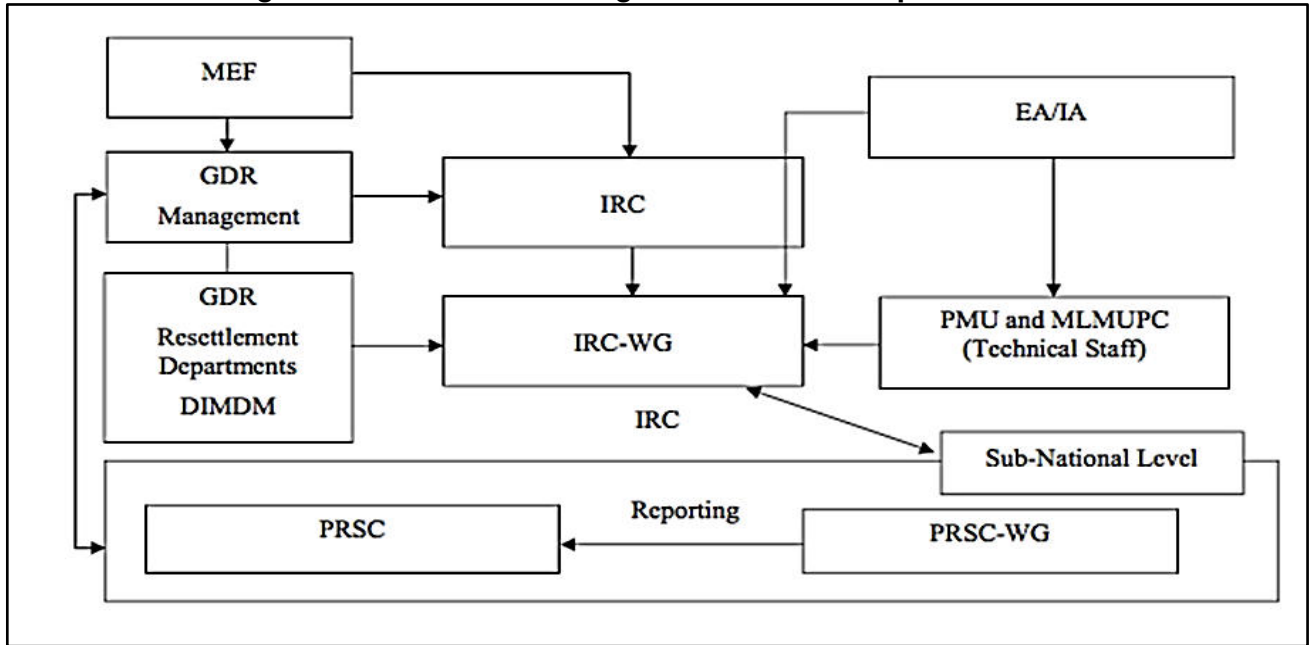 MEF
EA/IA
GDR
Management
IRC
GDR
Resettlement
Departments
DIMDM
IRC-WG
PMU and MLMUPC
(Technical Staff)
IRC
Sub-National Level
Reporting
PRSC
PRSC-WG